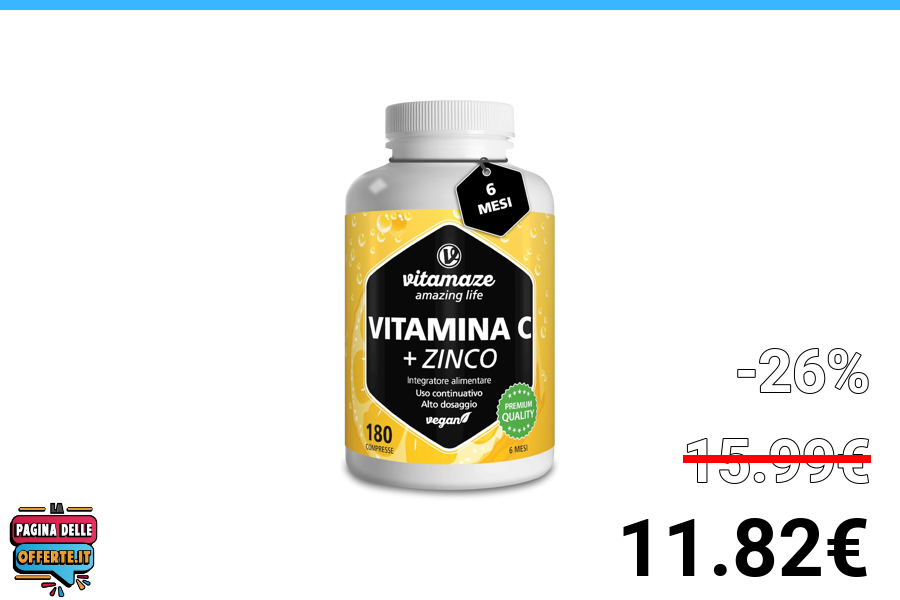 6
MESI
vitamaze
amazing life
VITAMINA C
+ ZINCO
Integratore alimentare
Uso continuativo
Alto dosaggio
vegan
PREMIUM
QUALITY
180
COMPRESSE
6 MESI
-26%
15.99€
11.82€
LA
PAGINA DELLE
OFFERTE.IT